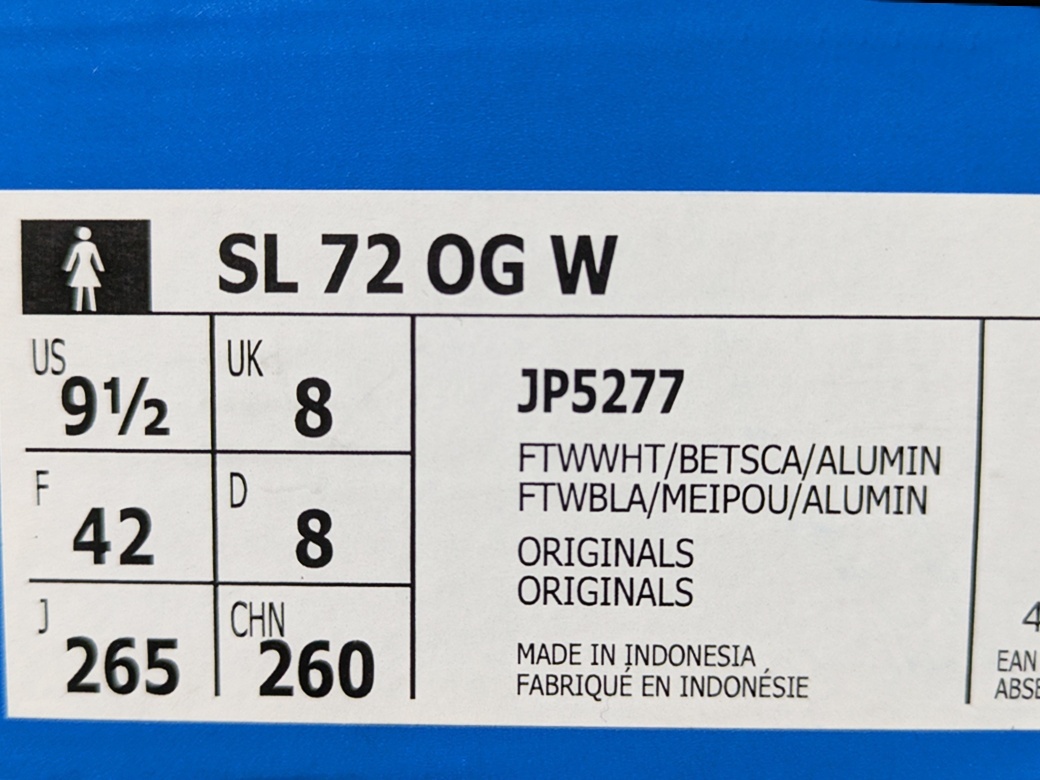 SL 72 OG W
US 9½
UK 8
F 42
D 8
J 265
CHN 260
JP5277
FTWWHT/BETSCA/ALUMIN
FTWBLA/MEIPOU/ALUMIN
ORIGINALS
ORIGINALS
MADE IN INDONESIA
FABRIQUÉ EN INDONÉSIE
4
EAN
ABSE